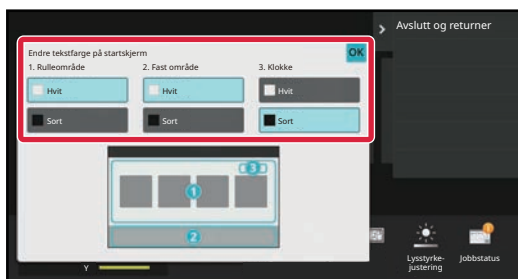 Avslutt og returner
Endre tekstfarge på startskjerm
OK
1. Rulleområde
2. Fast område
3. Klokke
Hvit
Hvit
Hvit
Sort
Sort
Sort
3
1
2
Y
Lysstyrke-
justering
Jobbstatus